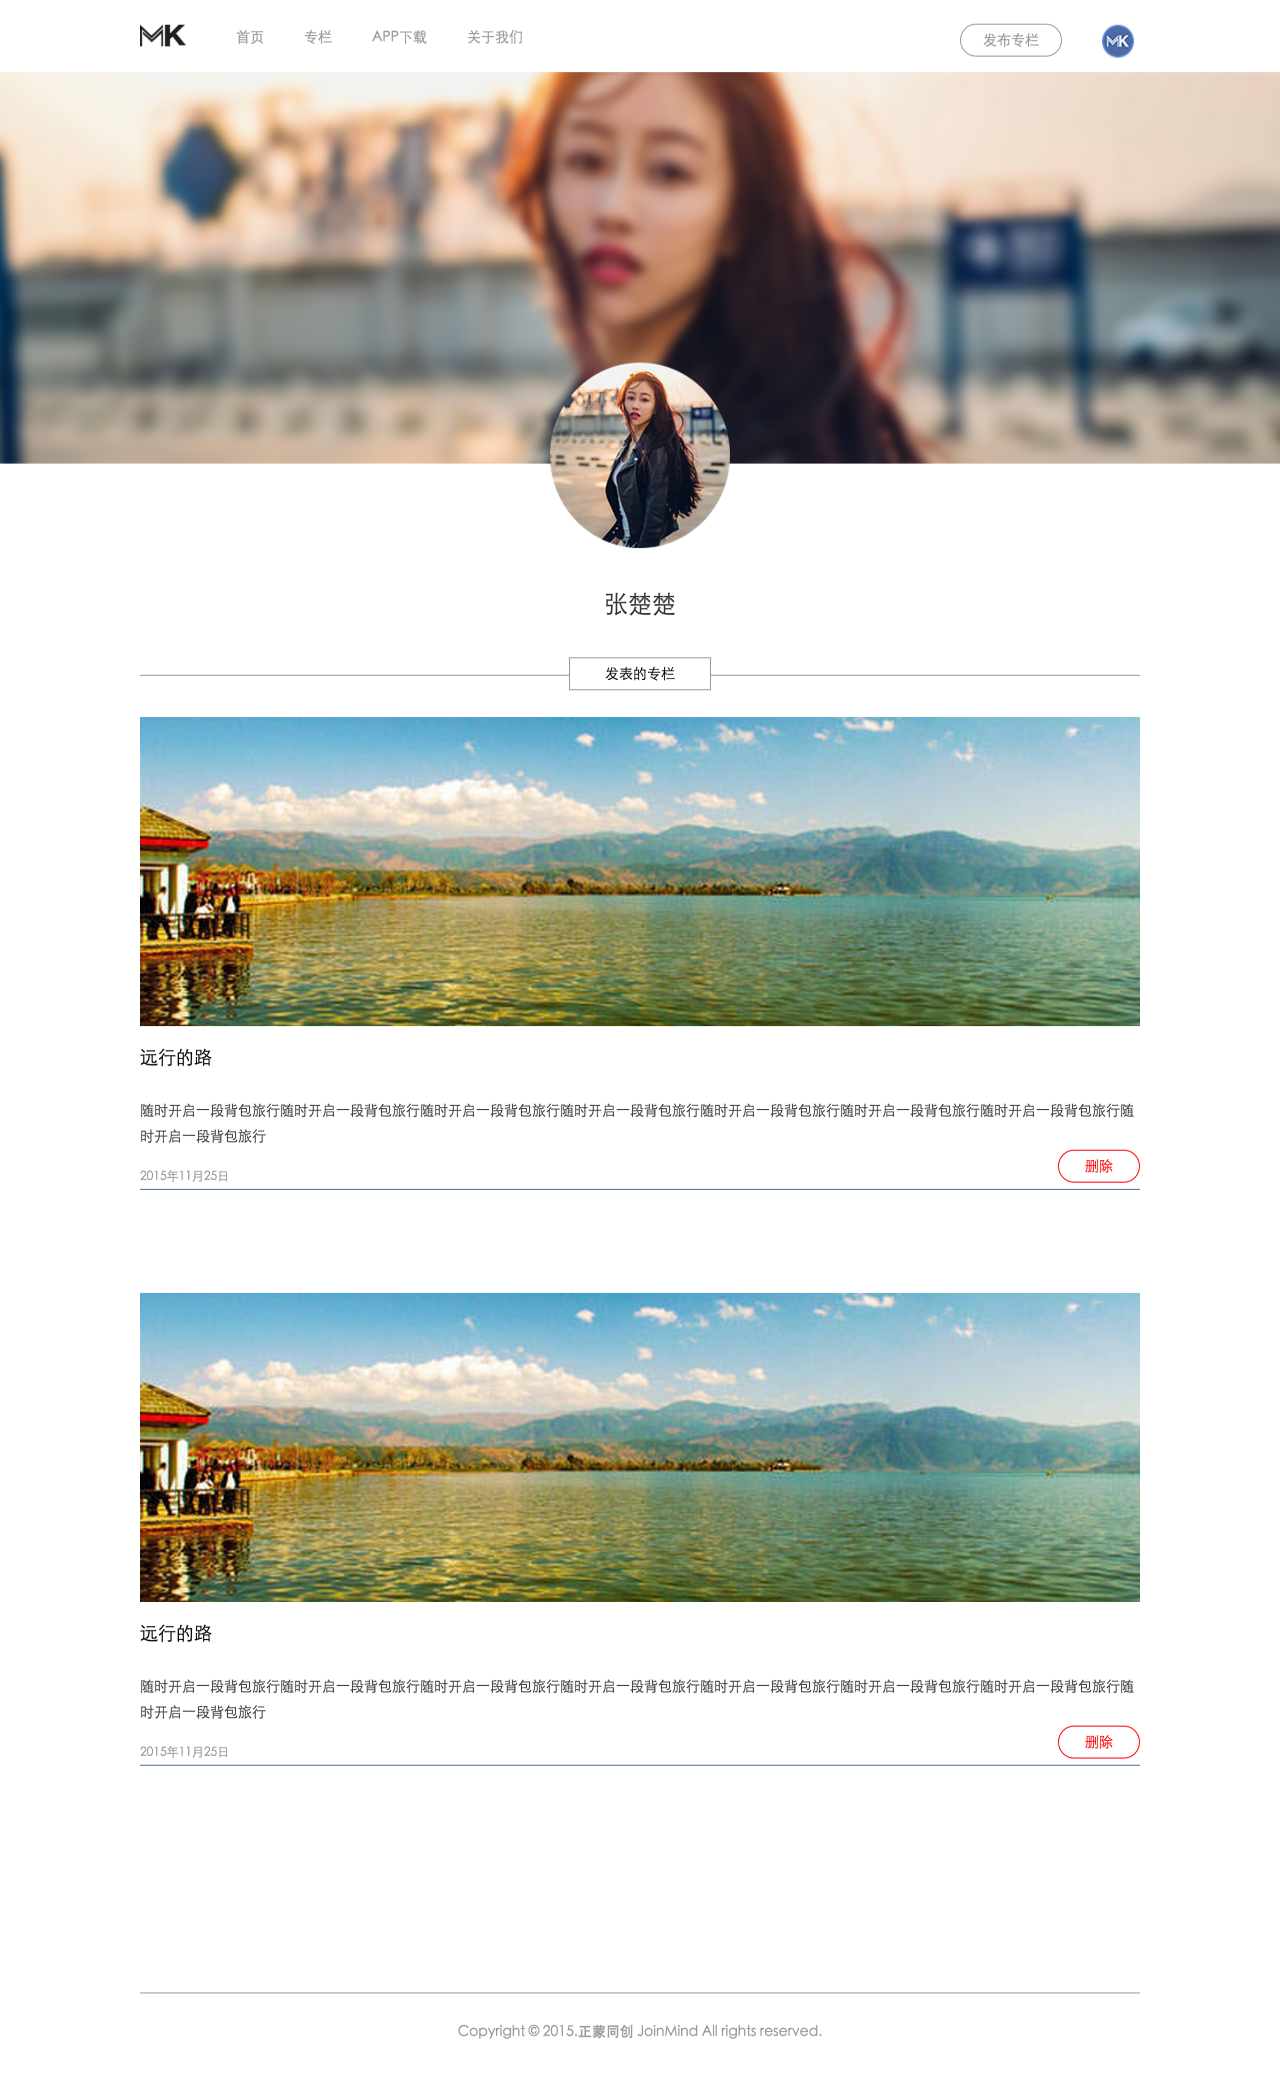 MK 首页 专栏 APP下载 关于我们 发布专栏 MK
张楚楚
发表的专栏
远行的路
随时开启一段背包旅行随时开启一段背包旅行随时开启一段背包旅行随时开启一段背包旅行随时开启一段背包旅行随时开启一段背包旅行随时开启一段背包旅行随
时开启一段背包旅行
2015年11月25日 删除
远行的路
随时开启一段背包旅行随时开启一段背包旅行随时开启一段背包旅行随时开启一段背包旅行随时开启一段背包旅行随时开启一段背包旅行随时开启一段背包旅行随
时开启一段背包旅行
2015年11月25日 删除
Copyright © 2015.正蒙同创 JoinMind All rights reserved.